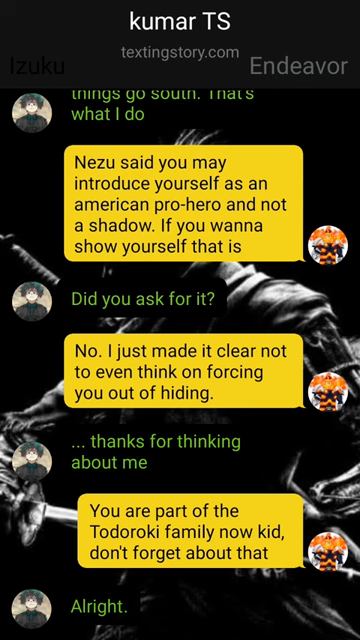 kumar TS
textingstory.com
Izuku
Endeavor
things go south. That's
what I do
Nezu said you may
introduce yourself as an
american pro-hero and not
a shadow. If you wanna
show yourself that is
Did you ask for it?
No. I just made it clear not
to even think on forcing
you out of hiding.
... thanks for thinking
about me
You are part of the
Todoroki family now kid,
don't forget about that
Alright.